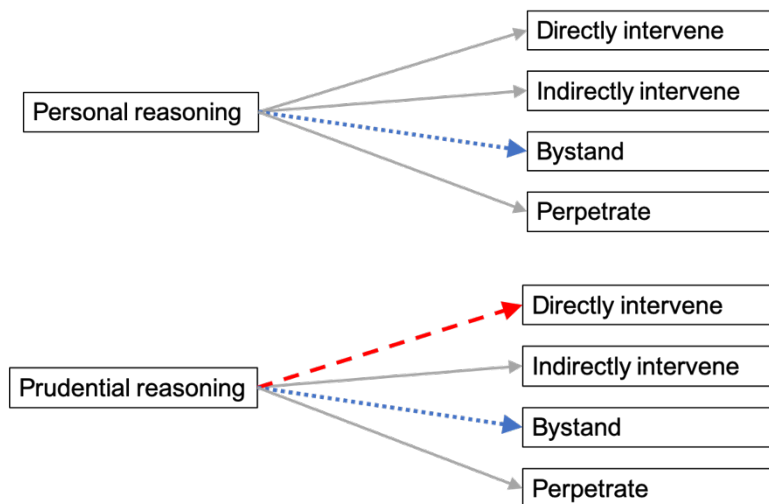 Directly intervene
Personal reasoning
Indirectly intervene
Bystand
Perpetrate
Directly intervene
Prudential reasoning
Indirectly intervene
Bystand
Perpetrate